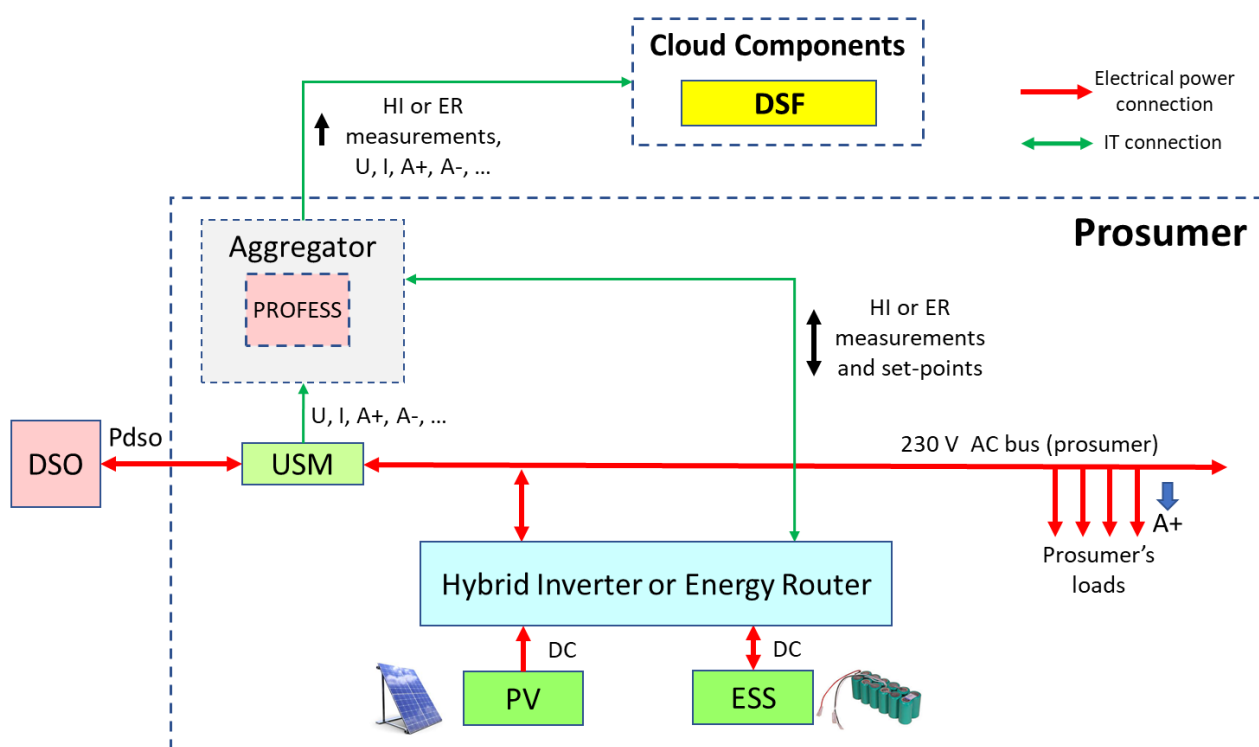 Cloud Components
DSF
Electrical power
connection
IT connection
HI or ER
measurements,
U, I, A+, A-, ...
Prosumer
Aggregator
PROFESS
HI or ER
measurements
and set-points
U, I, A+, A-, ...
Pdso
DSO
USM
230 V  AC bus (prosumer)
A+
Prosumer’s
loads
Hybrid Inverter or Energy Router
DC
DC
PV
ESS